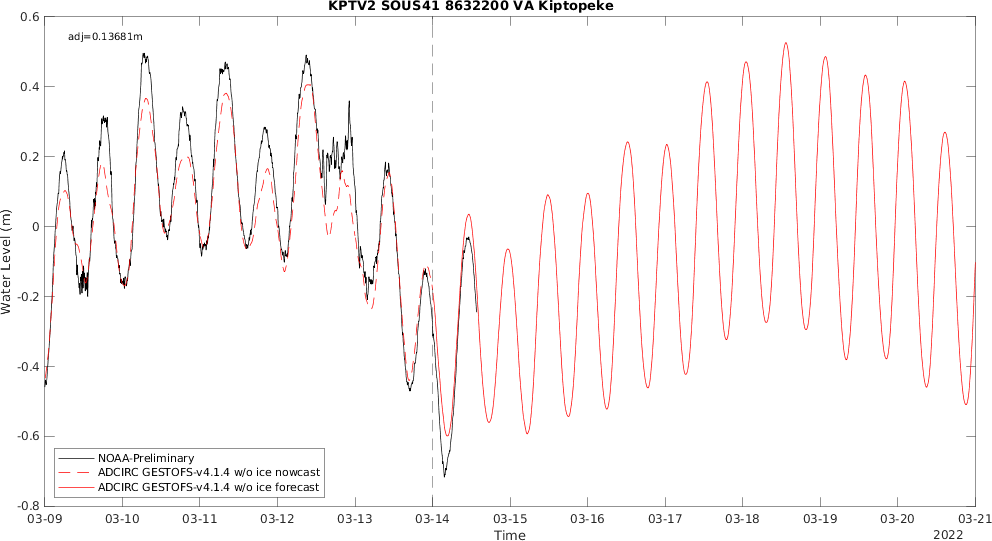 KPTV2 SOUS41 8632200 VA Kiptopeke
adj=0.13681m
0.6
0.4
0.2
0
-0.2
-0.4
-0.6
-0.8
Water Level (m)
NOAA-Preliminary
ADCIRC GESTOFS-v4.1.4 w/o ice nowcast
ADCIRC GESTOFS-v4.1.4 w/o ice forecast
03-09 03-10 03-11 03-12 03-13 03-14 03-15 03-16 03-17 03-18 03-19 03-20 03-21
Time
2022